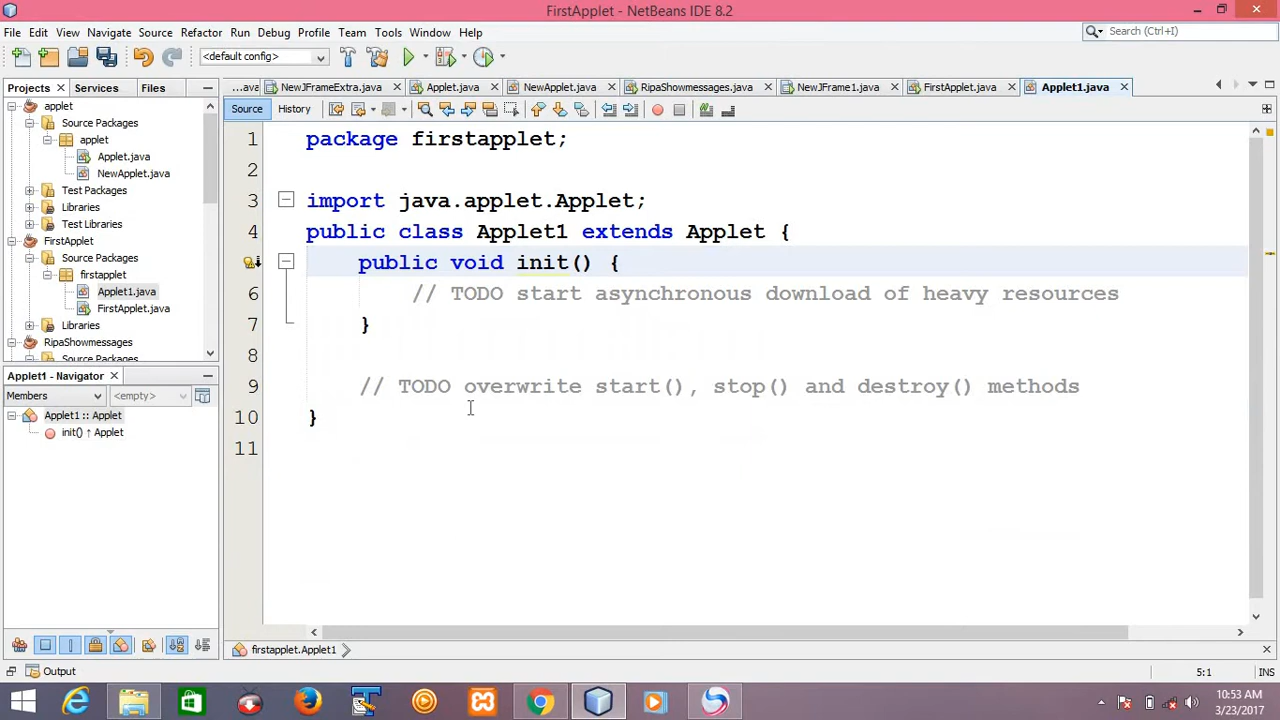 FirstApplet - NetBeans IDE 8.2
File Edit View Navigate Source Refactor Run Debug Profile Team Tools Window Help
Search (Ctrl+I)
<default config>
Projects Services Files
...ava NewJFrameExtra.java Applet.java NewApplet.java RipaShowmessages.java NewJFrame1.java FirstApplet.java Applet1.java
Source History
applet
Source Packages
applet
Applet.java
NewApplet.java
Test Packages
Libraries
Test Libraries
FirstApplet
Source Packages
firstapplet
Applet1.java
FirstApplet.java
Libraries
RipaShowmessages
Source Packages
Applet1 - Navigator
Members <empty>
Applet1 :: Applet
init() ↑ Applet
1 package firstapplet;
2
3 import java.applet.Applet;
4 public class Applet1 extends Applet {
public void init() {
6 // TODO start asynchronous download of heavy resources
7 }
8
9 // TODO overwrite start(), stop() and destroy() methods
10 }
11
firstapplet.Applet1
Output
5:1 INS
10:53 AM
3/23/2017